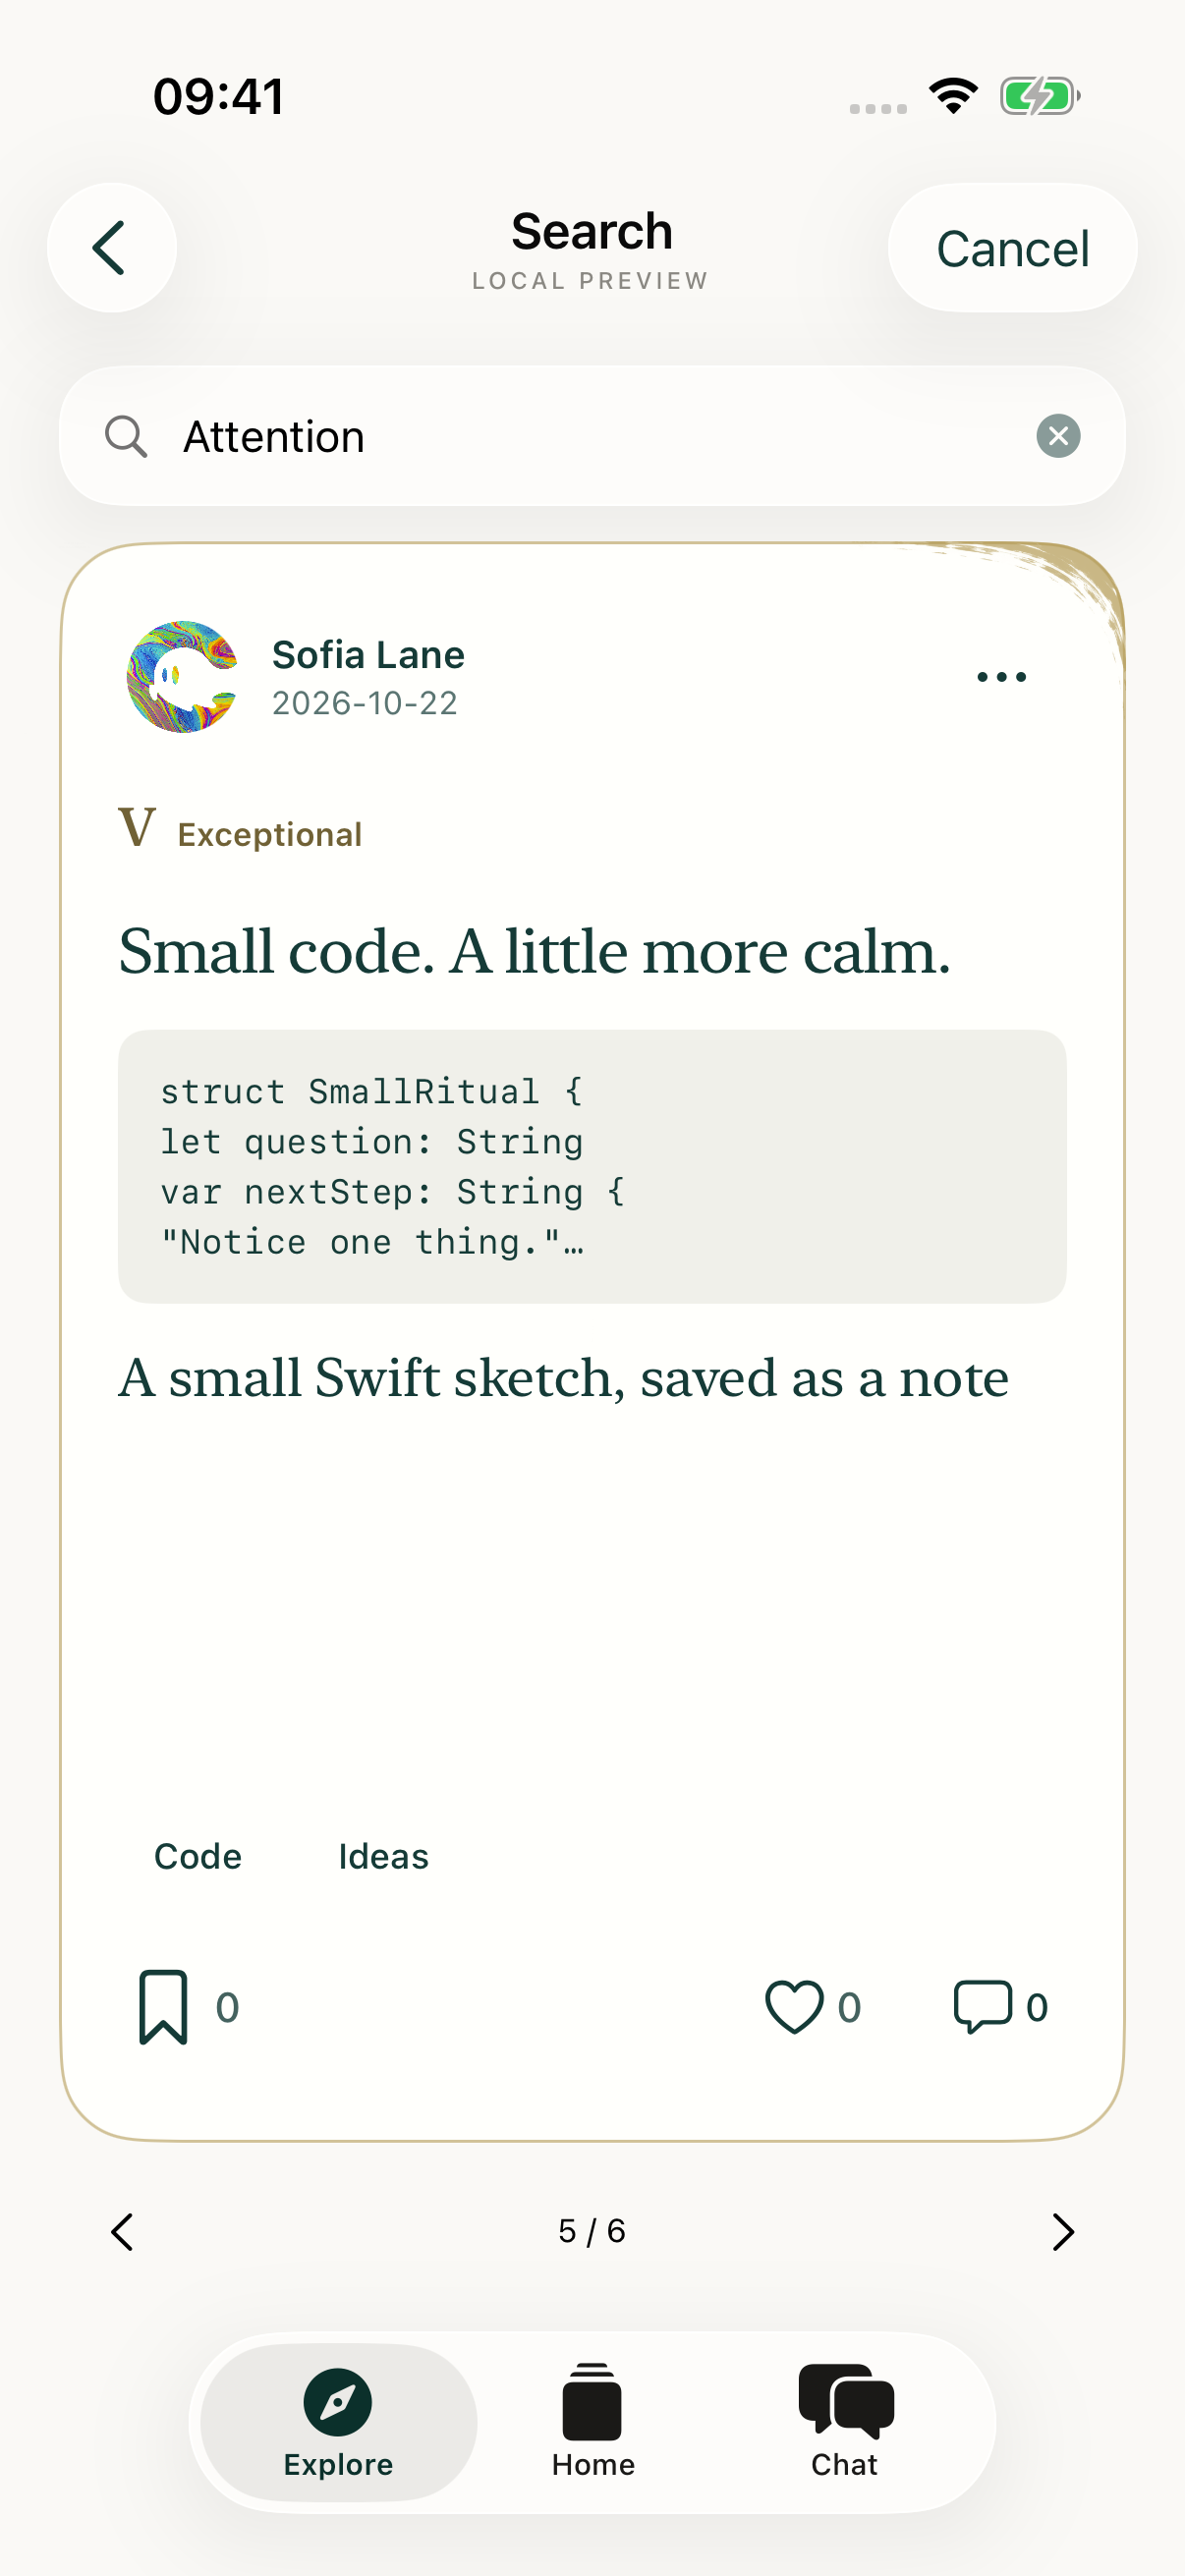 09:41
Search
LOCAL PREVIEW
Cancel
Attention
Sofia Lane
2026-10-22
V Exceptional
Small code. A little more calm.
struct SmallRitual {
let question: String
var nextStep: String {
"Notice one thing."…
A small Swift sketch, saved as a note
Code Ideas
0 0 0
5 / 6
Explore Home Chat